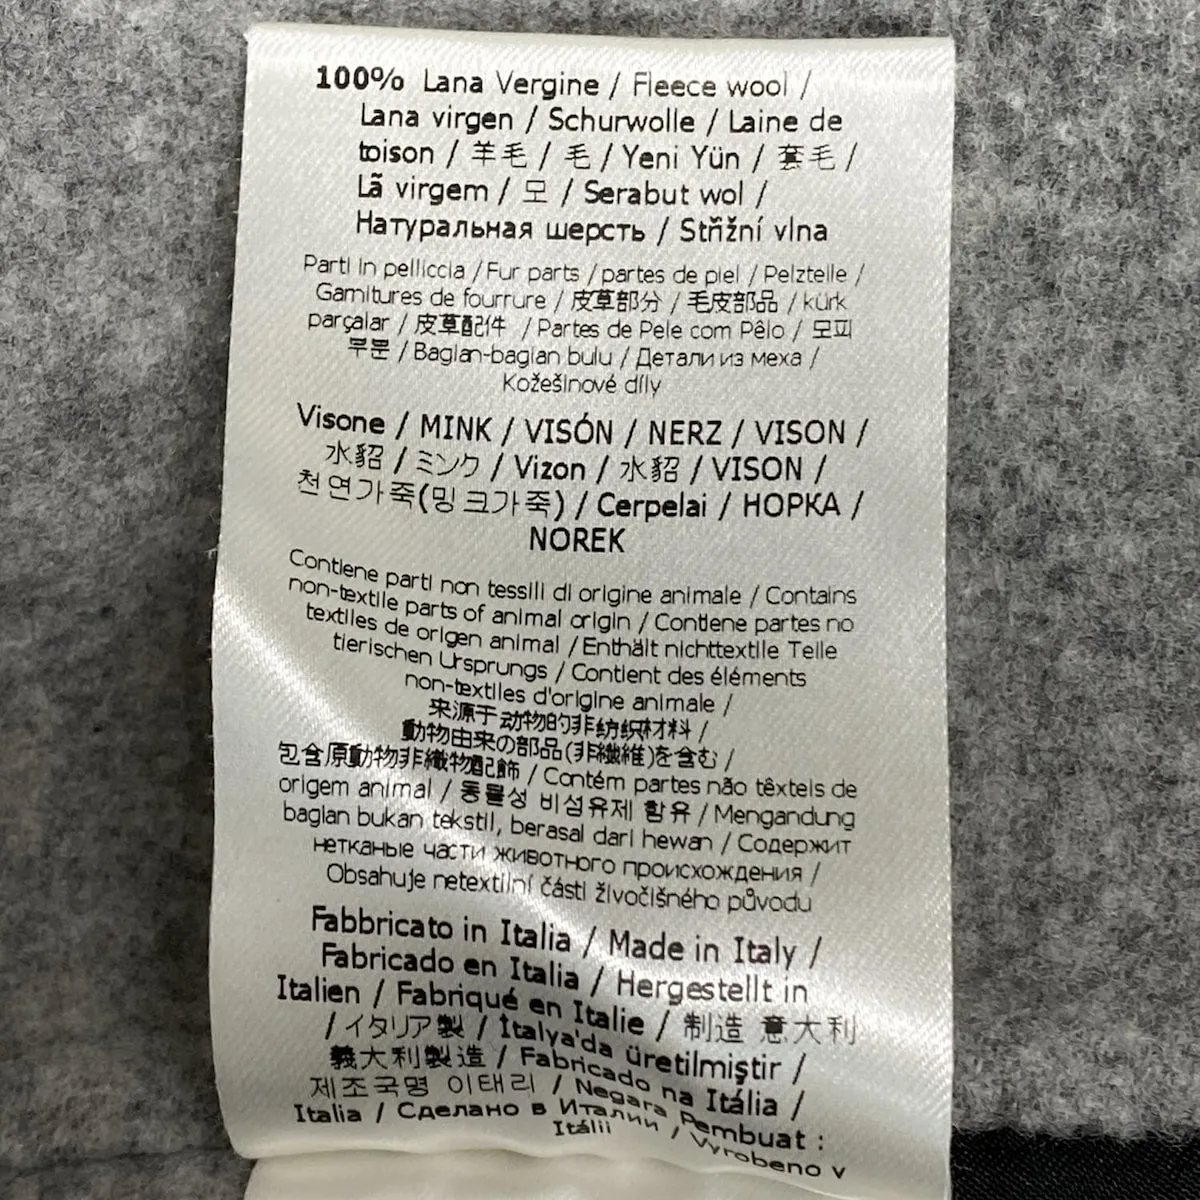 100% Lana Vergine / Fleece wool /
Lana virgen / Schurwolle / Laine de
toison / 羊毛 / 毛 / Yeni Yün / 套毛 /
Lã virgem / 모 / Serabut wol /
Натуральная шерсть / Střižní vlna
Parti in pelliccia / Fur parts / partes de piel / Pelzteile /
Garnitures de fourrure / 皮草部分 / 毛皮部品 / kürk
parçalar / 皮草配件 / Partes de Pele com Pêlo / 모피
부분 / Bagian-bagian bulu / Детали из меха /
Kožešinové díly
Visone / MINK / VISÓN / NERZ / VISON /
水貂 / ミンク / Vizon / 水貂 / VISON /
천연가죽(밍크가죽) / Cerpelai / НОРКА /
NOREK
Contiene parti non tessili di origine animale / Contains
non-textile parts of animal origin / Contiene partes no
textiles de origen animal / Enthält nichttextile Teile
tierischen Ursprungs / Contient des éléments
non-textiles d'origine animale /
来源于动物的非纺织材料 /
動物由来の部品(非繊維)を含む /
包含原動物非織物配飾 / Contém partes não têxteis de
origem animal / 동물성 비섬유제 함유 / Mengandung
bagian bukan tekstil, berasal dari hewan / Содержит
нетканые части животного происхождения /
Obsahuje netextilní části živočišného původu
Fabbricato in Italia / Made in Italy /
Fabricado en Italia / Hergestellt in
Italien / Fabriqué en Italie / 制造 意大利
/ イタリア製 / İtalya'da üretilmiştir /
義大利製造 / Fabricado na Itália /
제조국명 이태리 / Negara Pembuat :
Italia / Сделано в Италии / Vyrobeno v
Itálii